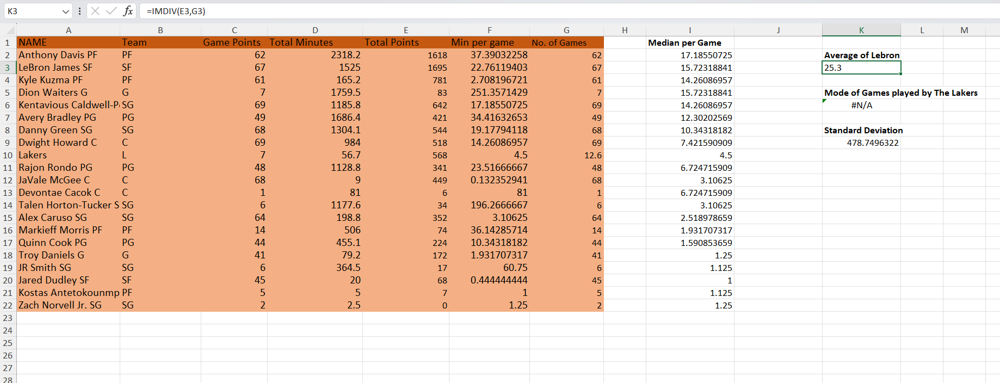 K3 fx =IMDIV(E3,G3)
A B C D E F G H I J K L M
1 NAME Team Game Points Total Minutes Total Points Min per game No. of Games Median per Game
2 Anthony Davis PF PF 62 2318.2 1618 37.39032258 62 17.18550725 Average of Lebron
3 LeBron James SF SF 67 1525 1695 22.76119403 67 15.72318841 25.3
4 Kyle Kuzma PF PF 61 165.2 781 2.708196721 61 14.26086957
5 Dion Waiters G G 7 1759.5 83 251.3571429 7 15.72318841 Mode of Games played by The Lakers
6 Kentavious Caldwell-P SG 69 1185.8 642 17.18550725 69 14.26086957 #N/A
7 Avery Bradley PG PG 49 1686.4 421 34.41632653 49 12.30202569
8 Danny Green SG SG 68 1304.1 544 19.17794118 68 10.34318182 Standard Deviation
9 Dwight Howard C C 69 984 518 14.26086957 69 7.421590909 478.7496322
10 Lakers L 7 56.7 568 4.5 12.6 4.5
11 Rajon Rondo PG PG 48 1128.8 341 23.51666667 48 6.724715909
12 JaVale McGee C C 68 9 449 0.132352941 68 3.10625
13 Devontae Cacok C C 1 81 6 81 1 6.724715909
14 Talen Horton-Tucker S SG 6 1177.6 34 196.2666667 6 3.10625
15 Alex Caruso SG SG 64 198.8 352 3.10625 64 2.518978659
16 Markieff Morris PF PF 14 506 74 36.14285714 14 1.931707317
17 Quinn Cook PG PG 44 455.1 224 10.34318182 44 1.590853659
18 Troy Daniels G G 41 79.2 172 1.931707317 41 1.25
19 JR Smith SG SG 6 364.5 17 60.75 6 1.125
20 Jared Dudley SF SF 45 20 68 0.444444444 45 1
21 Kostas Antetokounmp PF 5 5 7 1 5 1.125
22 Zach Norvell Jr. SG SG 2 2.5 0 1.25 2 1.25
23
24
25
26
27
28